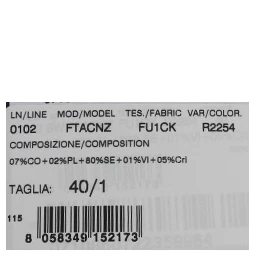 LN/LINE MOD/MODEL TES./FABRIC VAR/COLOR.
0102 FTACNZ FU1CK R2254
COMPOSIZIONE/COMPOSITION
07%CO+02%PL+80%SE+01%VI+05%Cri
TAGLIA: 40/1
115
8 058349 152173